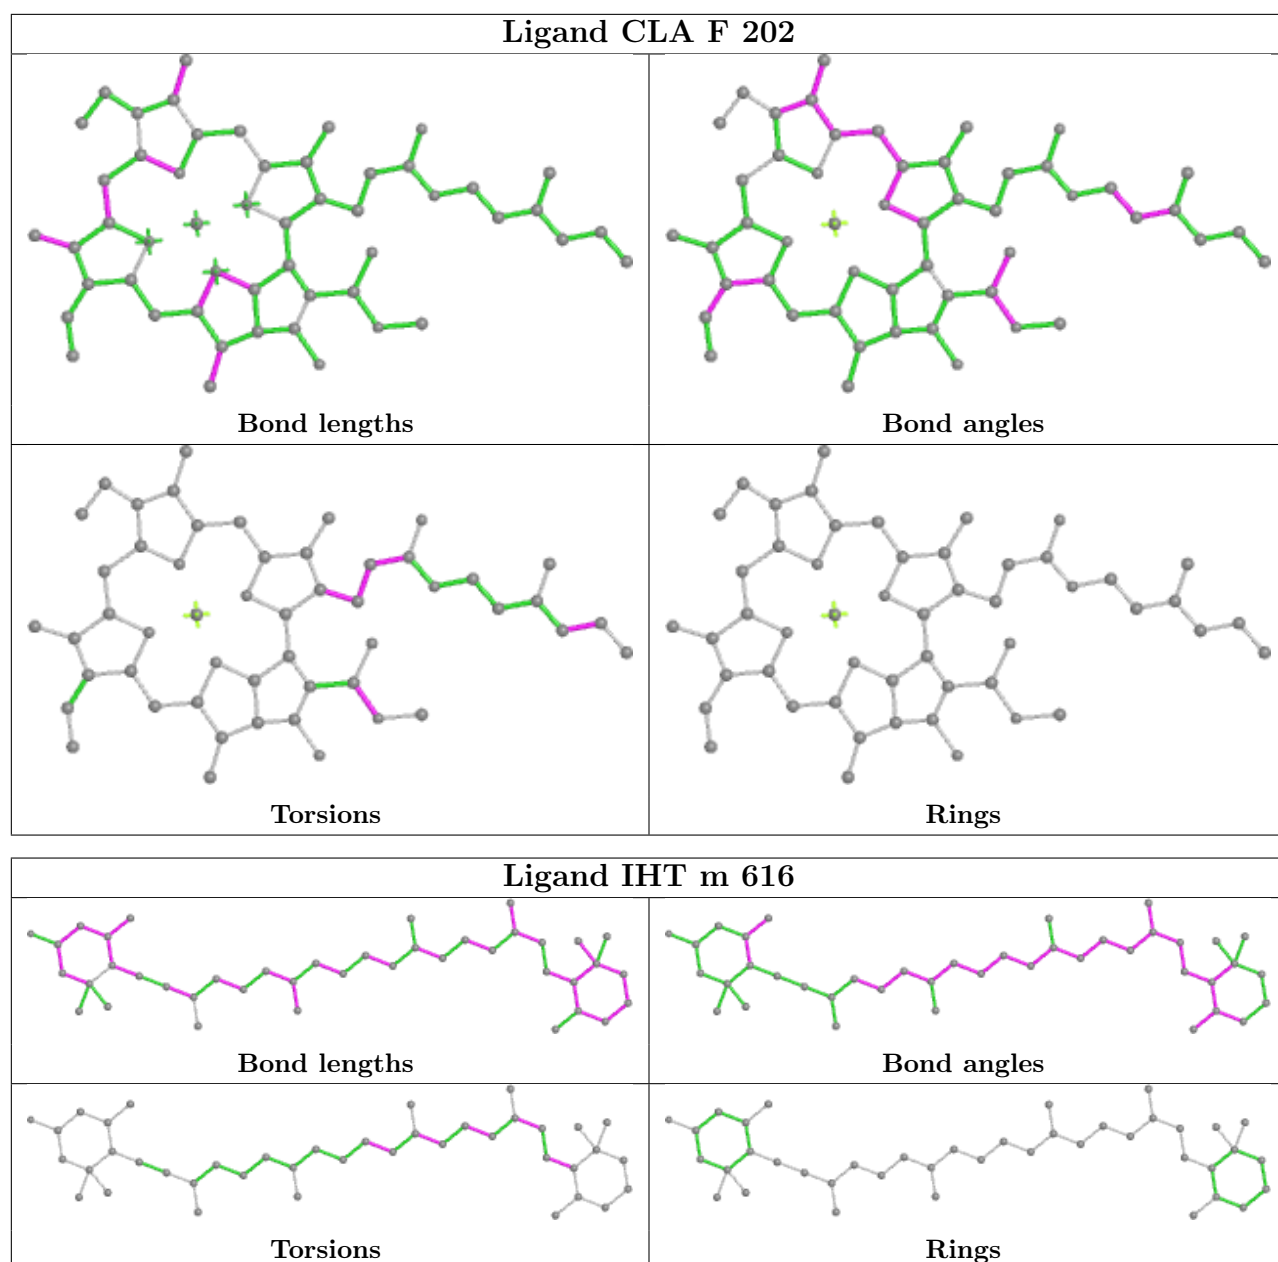 Ligand CLA F 202
Bond lengths
Bond angles
Torsions
Rings
Ligand IHT m 616
Bond lengths
Bond angles
Torsions
Rings